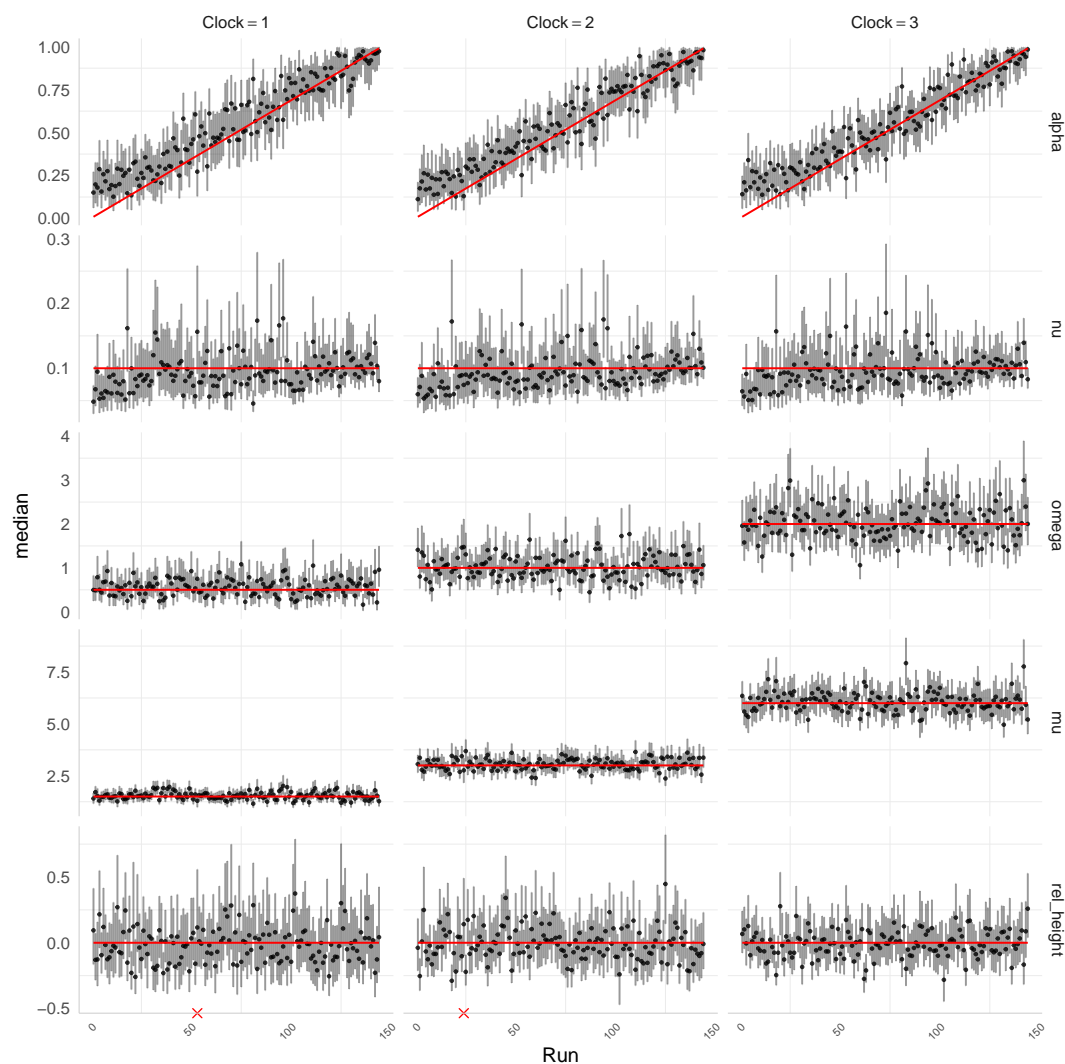 Clock = 1 Clock = 2 Clock = 3
1.00
0.75
0.50
0.25
0.00
alpha
0.3
0.2
0.1
nu
4
3
2
1
0
omega
median
7.5
5.0
2.5
mu
0.5
0.0
−0.5
rel_height
0 50 100 150 0 50 100 150 0 50 100 150
Run